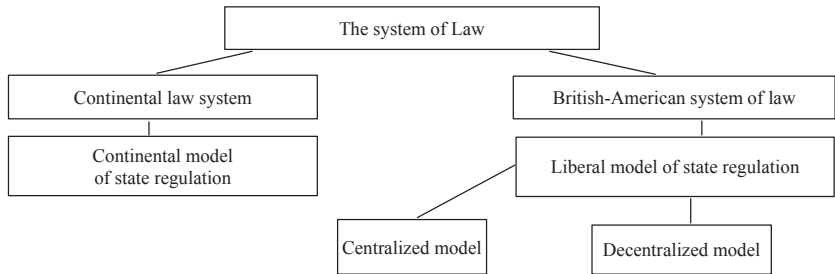 The system of Law
Continental law system
British-American system of law
Continental model
of state regulation
Liberal model of state regulation
Centralized model
Decentralized model